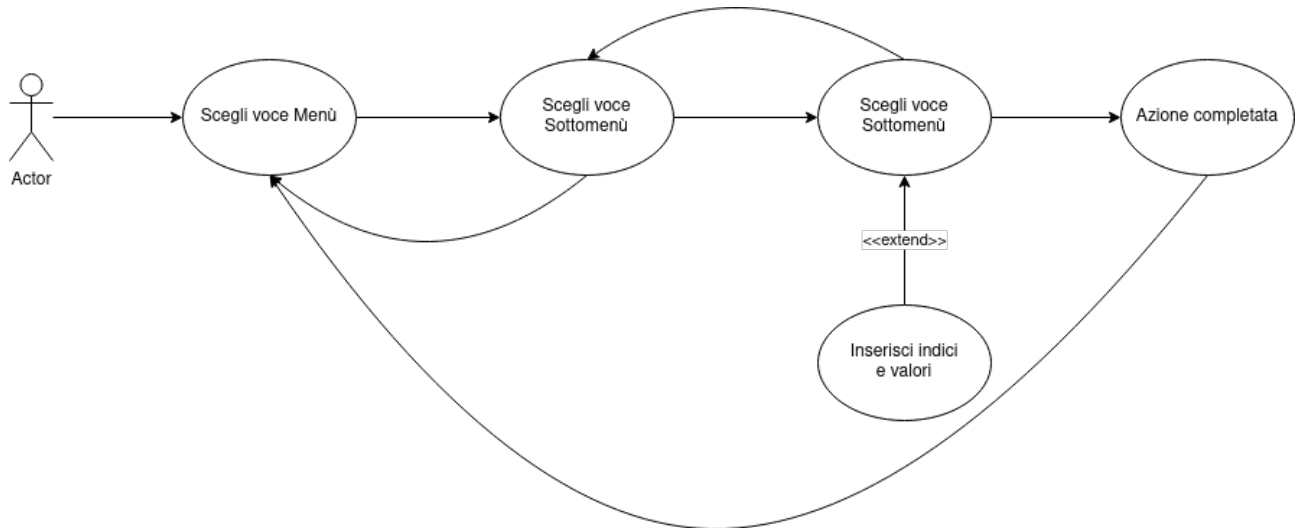 Scegli voce Menù
Scegli voce
Sottomenù
Scegli voce
Sottomenù
Azione completata
Actor
<<extend>>
Inserisci indici
e valori